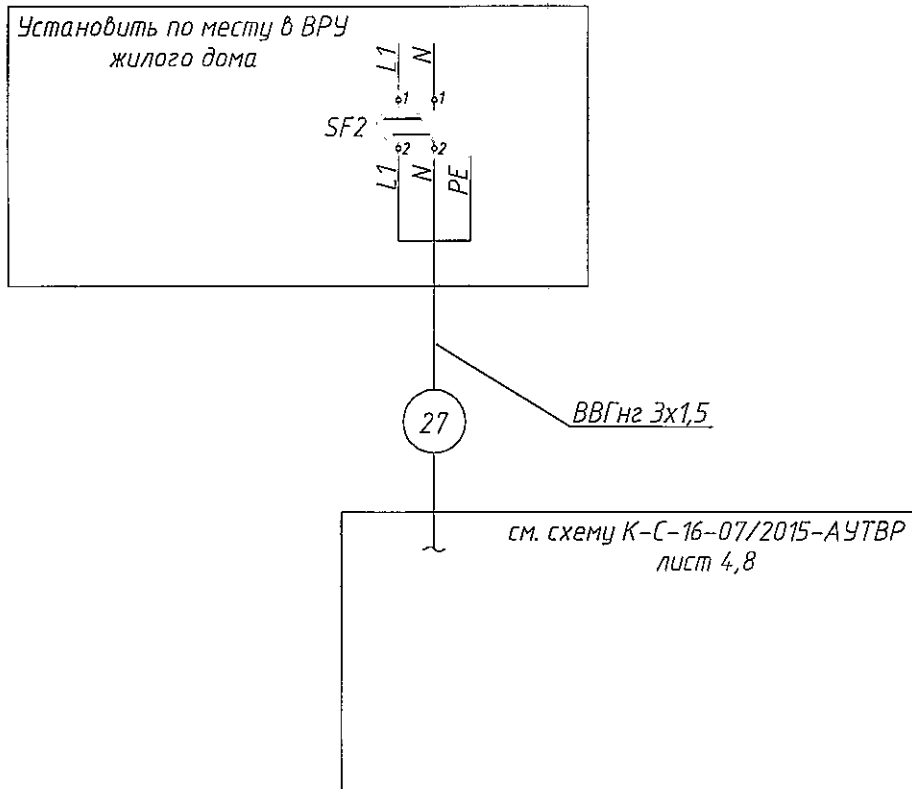 Установить по месту в ВРУ
жилого дома
L1 N
1 1
SF2
2 2
L1 N PE
27
ВВГнг 3х1,5
см. схему К-С-16-07/2015-АУТВР
лист 4,8